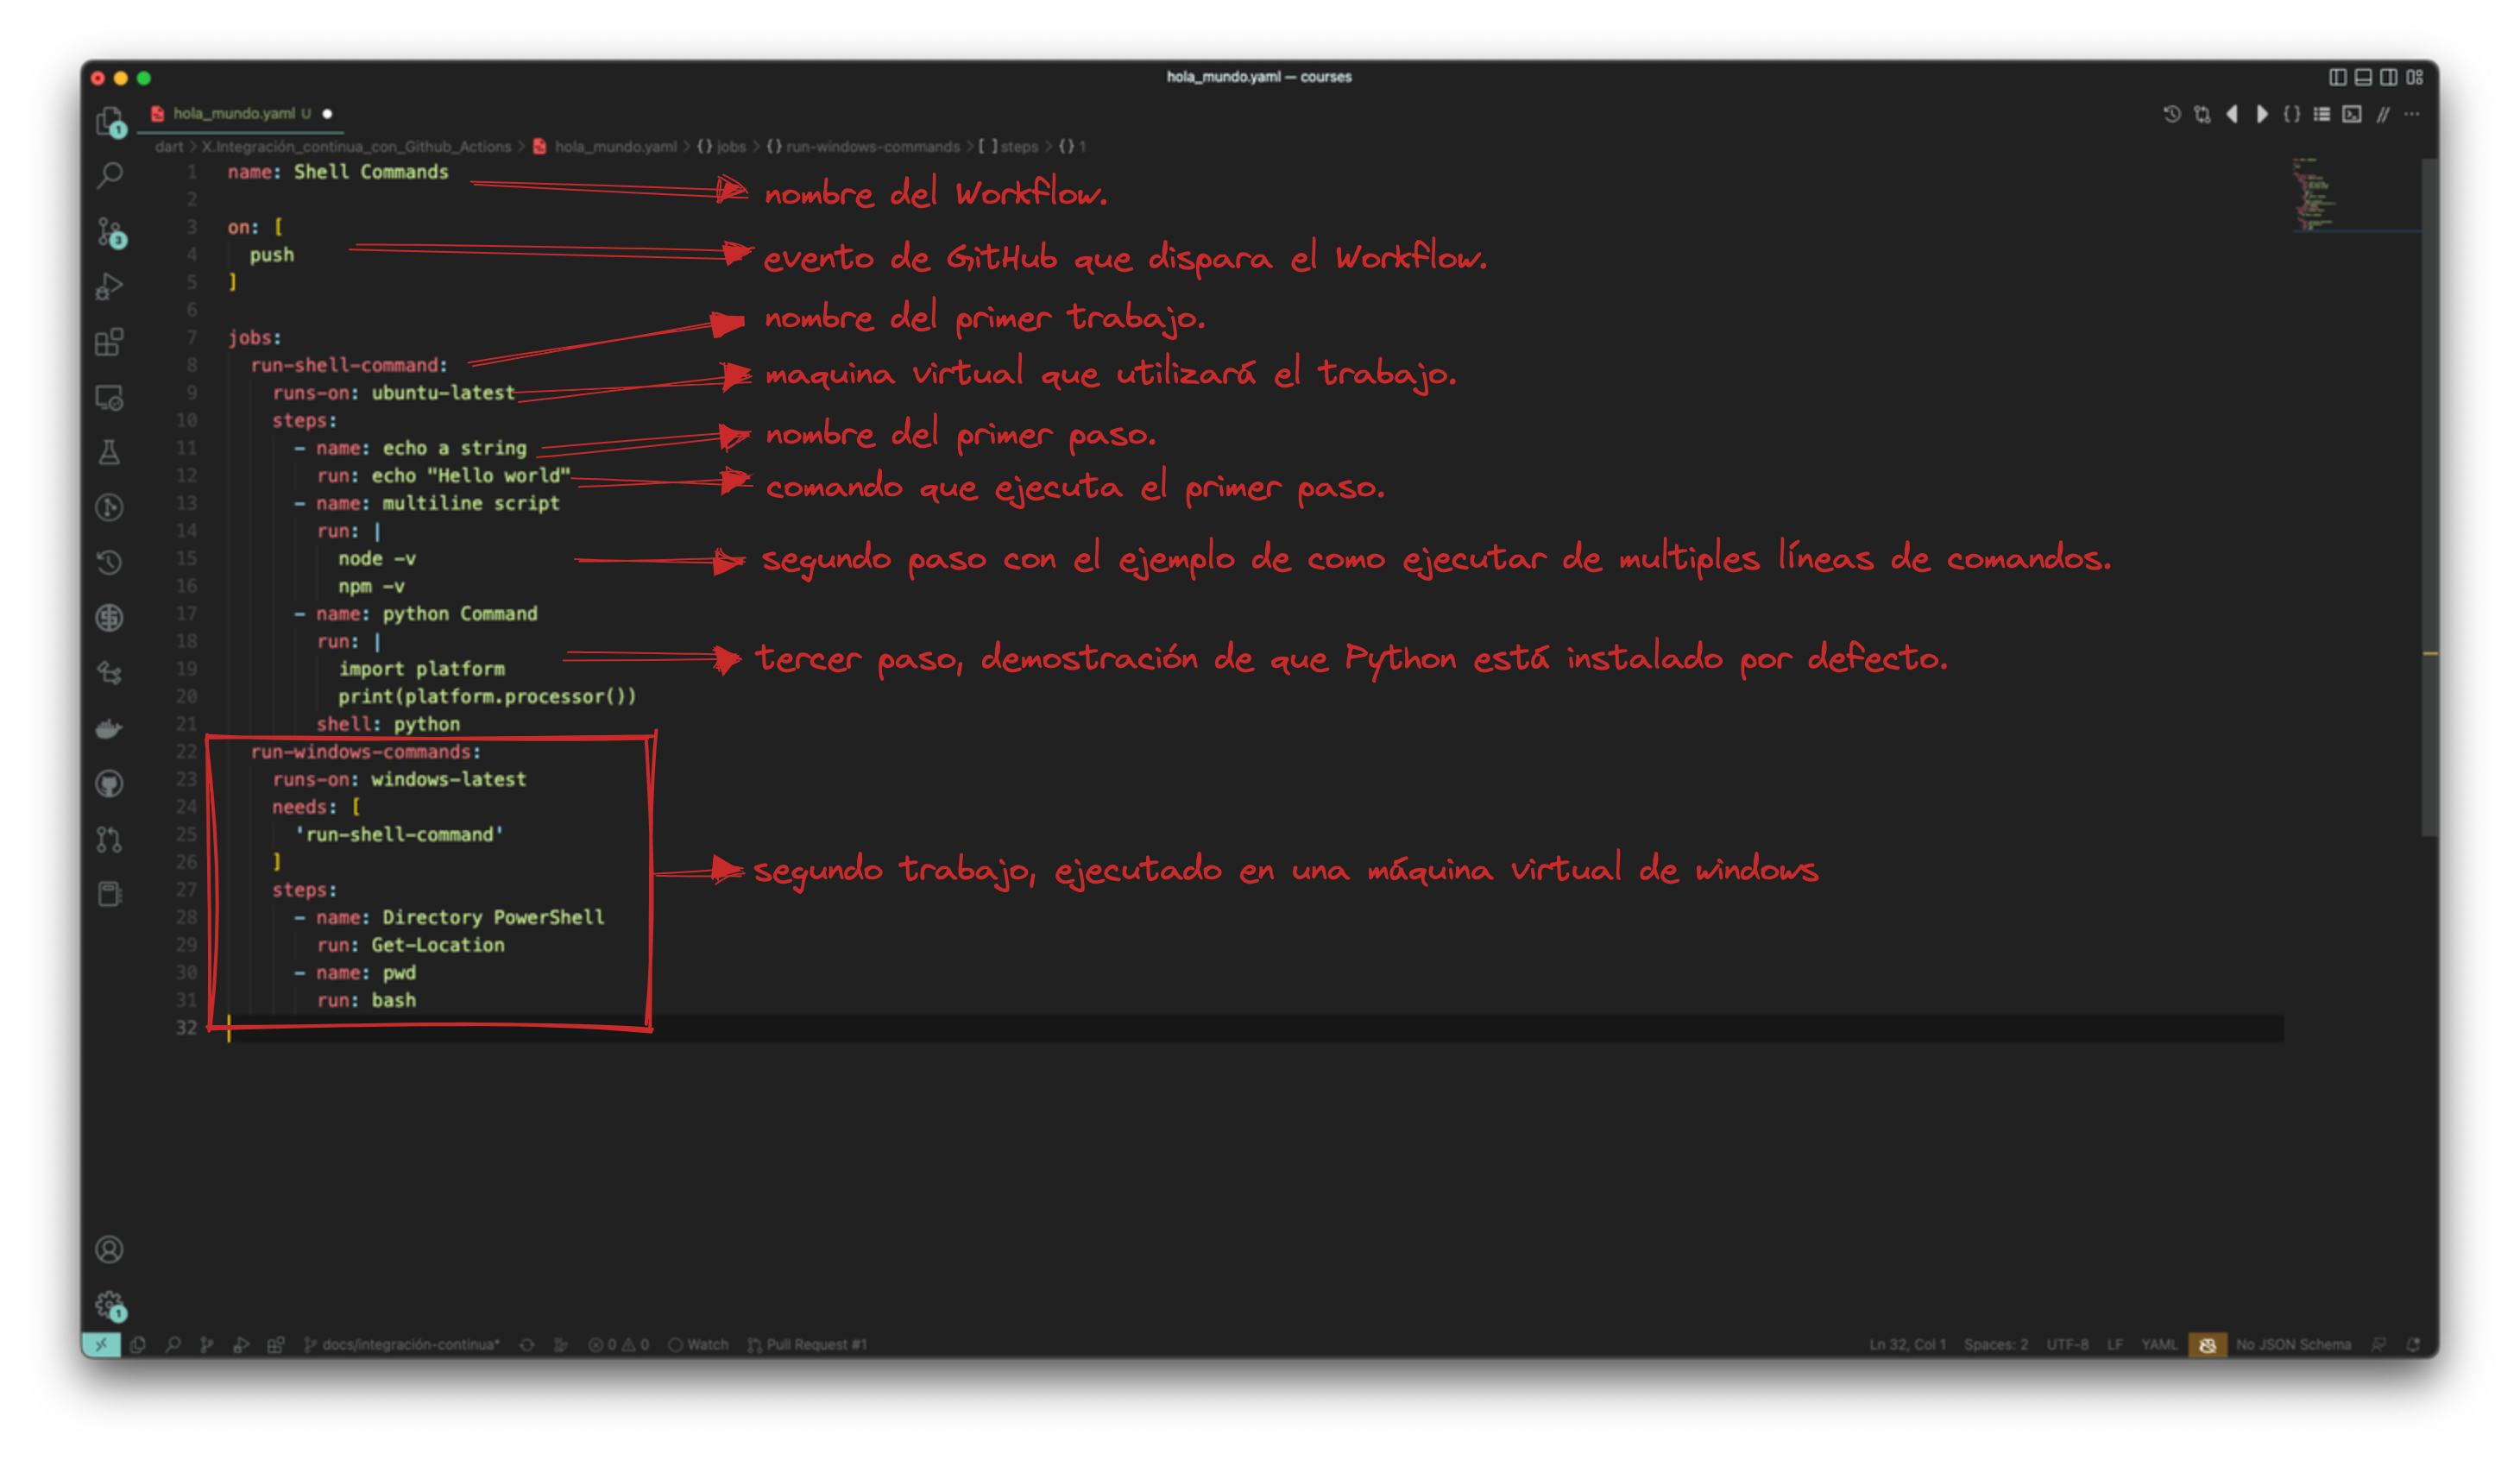 hola_mundo.yaml — courses
hola_mundo.yaml U
dart > X.Integración_continua_con_Github_Actions > hola_mundo.yaml > {} jobs > {} run-windows-commands > [ ] steps > {} 1
1 name: Shell Commands
nombre del Workflow.
2
3 on: [
4 push
evento de GitHub que dispara el Workflow.
5 ]
6
nombre del primer trabajo.
7 jobs:
8 run-shell-command:
maquina virtual que utilizará el trabajo.
9 runs-on: ubuntu-latest
10 steps:
nombre del primer paso.
11 - name: echo a string
12 run: echo "Hello world"
comando que ejecuta el primer paso.
13 - name: multiline script
14 run: |
15 node -v
segundo paso con el ejemplo de como ejecutar de multiples líneas de comandos.
16 npm -v
17 - name: python Command
18 run: |
tercer paso, demostración de que Python está instalado por defecto.
19 import platform
20 print(platform.processor())
21 shell: python
22 run-windows-commands:
23 runs-on: windows-latest
24 needs: [
25 'run-shell-command'
26 ]
segundo trabajo, ejecutado en una máquina virtual de windows
27 steps:
28 - name: Directory PowerShell
29 run: Get-Location
30 - name: pwd
31 run: bash
32
1
3
1
docs/integración-continua* 0 0 Watch Pull Request #1 Ln 32, Col 1 Spaces: 2 UTF-8 LF YAML No JSON Schema